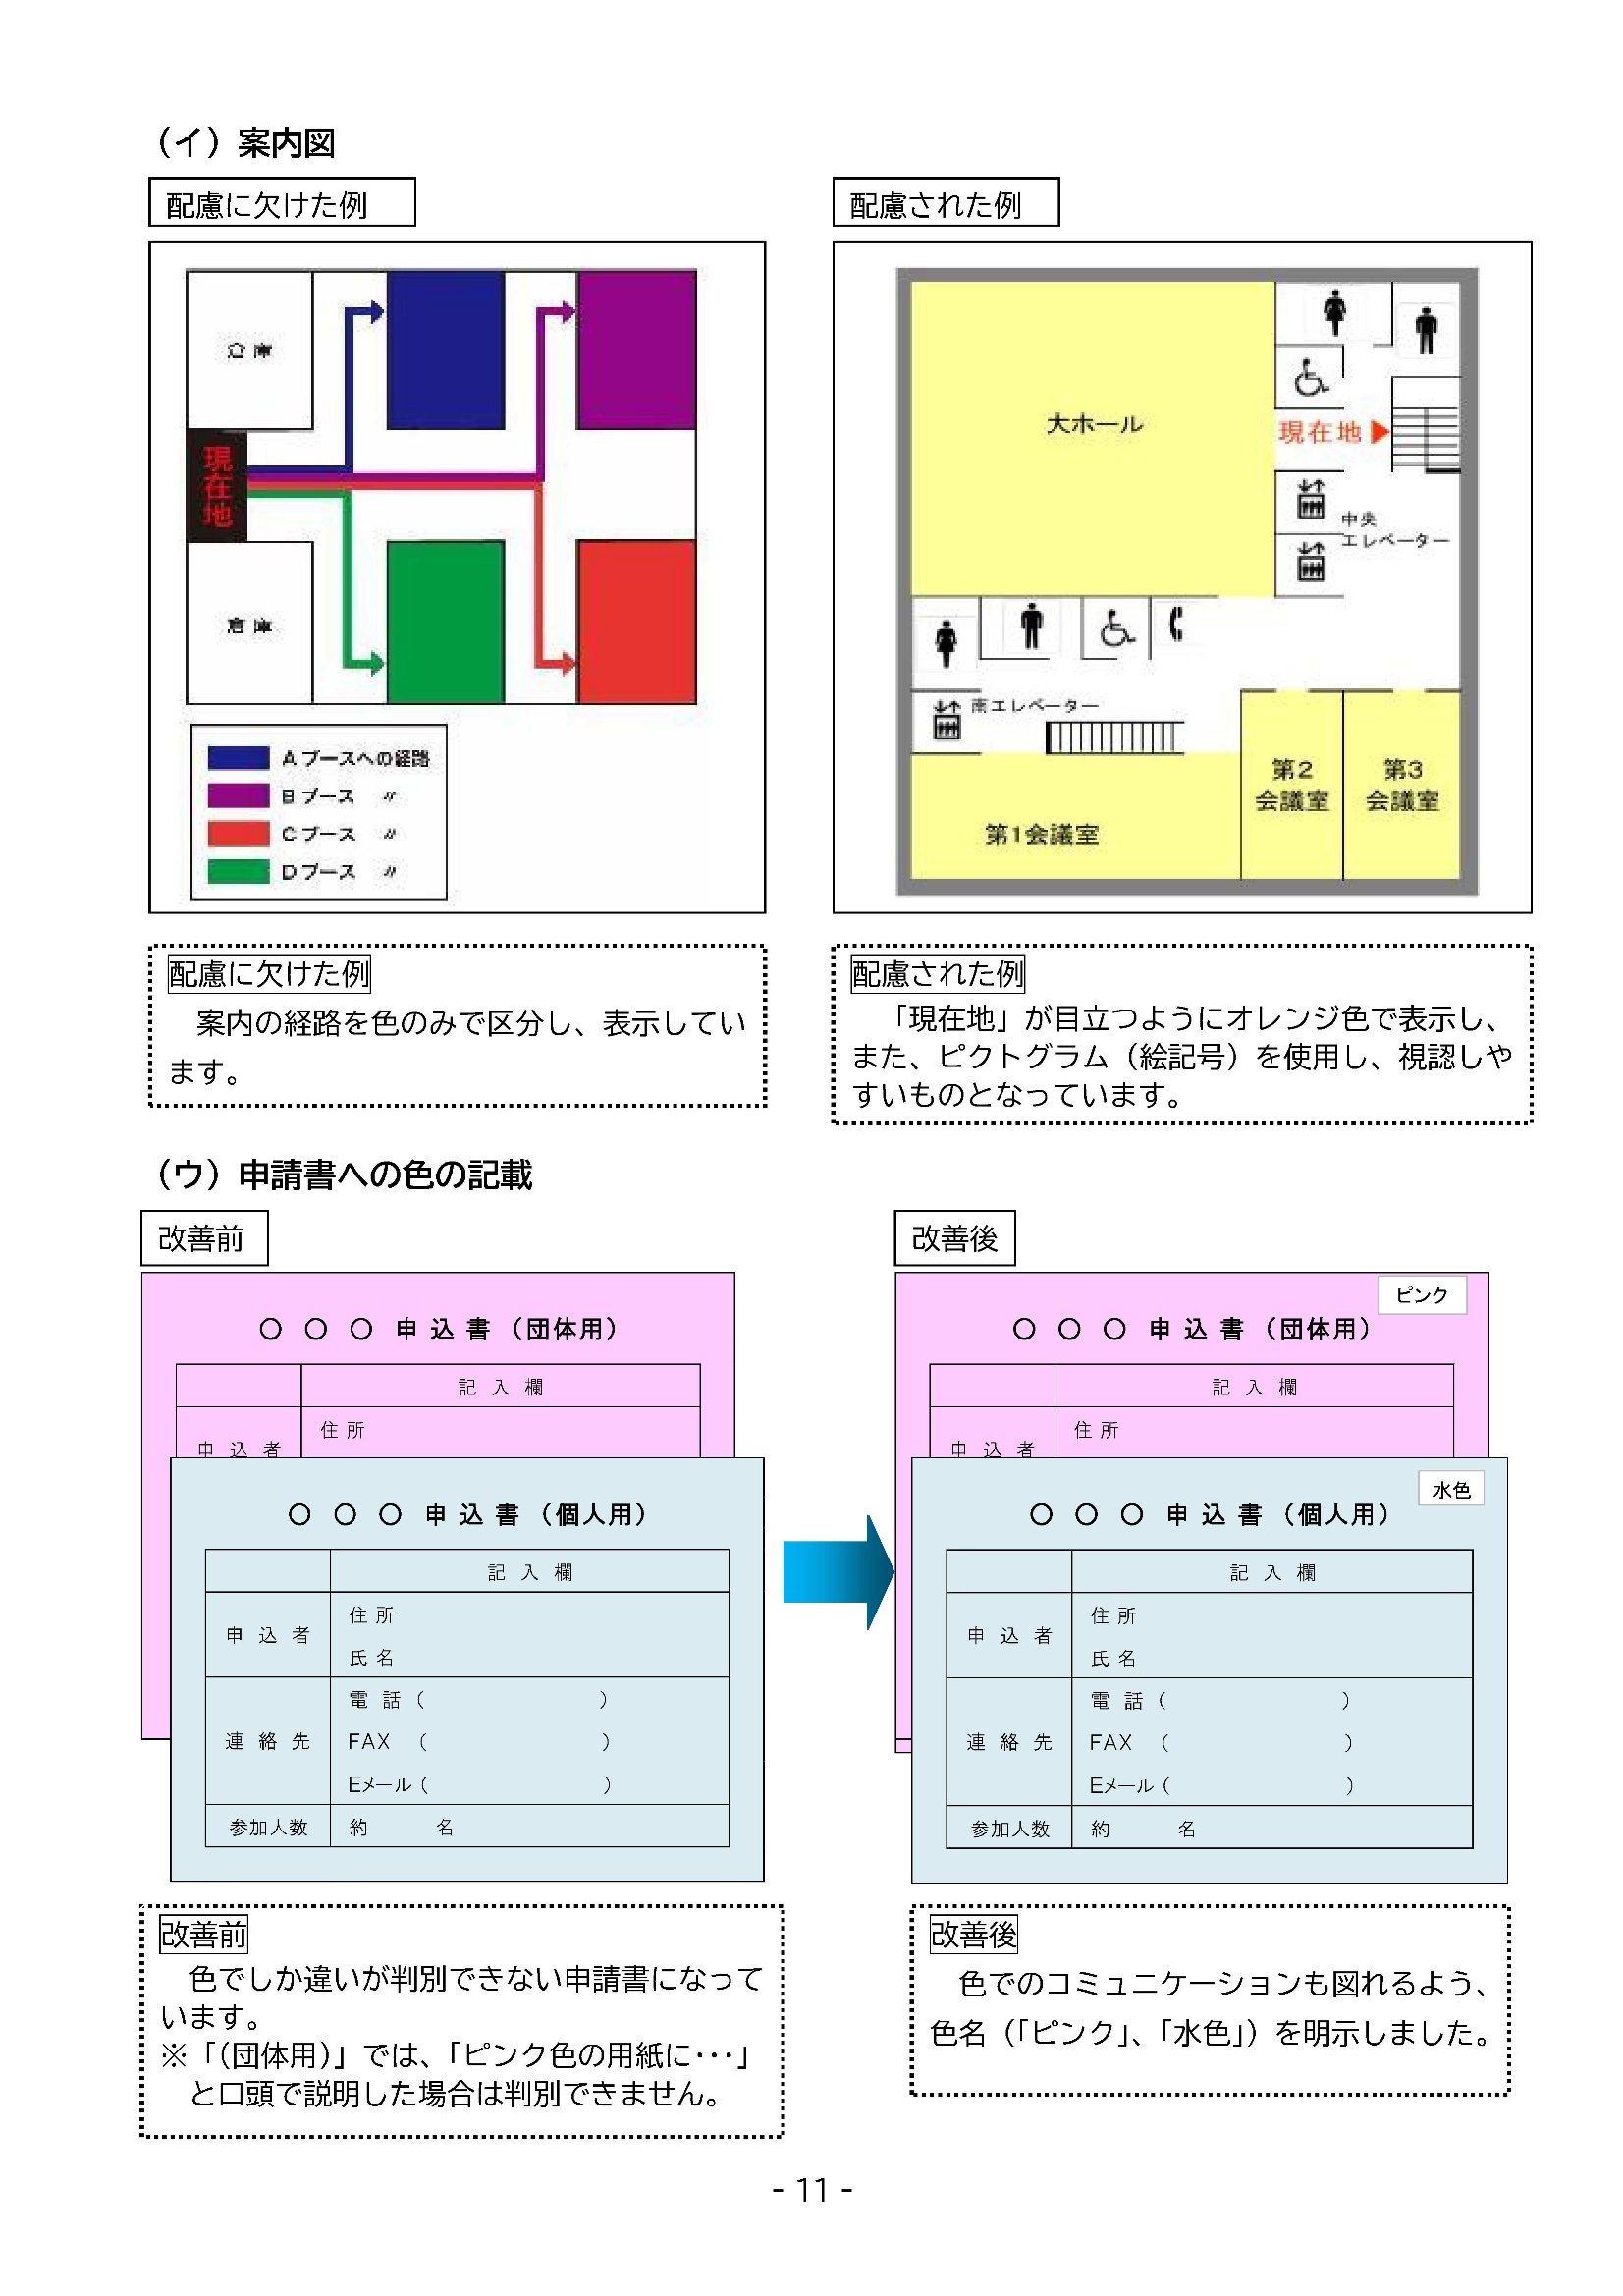 （イ）案内図
配慮に欠けた例
倉庫
現在地
倉庫
Aブースへの経路
Bブース 〃
Cブース 〃
Dブース 〃
配慮された例
大ホール
現在地
中央
エレベーター
南エレベーター
第2
会議室
第3
会議室
第1会議室
配慮に欠けた例
案内の経路を色のみで区分し、表示してい
ます。
配慮された例
「現在地」が目立つようにオレンジ色で表示し、
また、ピクトグラム（絵記号）を使用し、視認しや
すいものとなっています。
（ウ）申請書への色の記載
改善前
〇 〇 〇 申込書（団体用）
記入欄
住所
申込者
〇 〇 〇 申込書（個人用）
記入欄
申込者
住所
氏名
連絡先
電話（ ）
FAX （ ）
Eメール（ ）
参加人数
約 名
改善後
ピンク
〇 〇 〇 申込書（団体用）
記入欄
住所
申込者
水色
〇 〇 〇 申込書（個人用）
記入欄
申込者
住所
氏名
連絡先
電話（ ）
FAX （ ）
Eメール（ ）
参加人数
約 名
改善前
色でしか違いが判別できない申請書になって
います。
※「（団体用）」では、「ピンク色の用紙に・・・」
と口頭で説明した場合は判別できません。
改善後
色でのコミュニケーションも図れるよう、
色名（「ピンク」、「水色」）を明示しました。
- 11 -